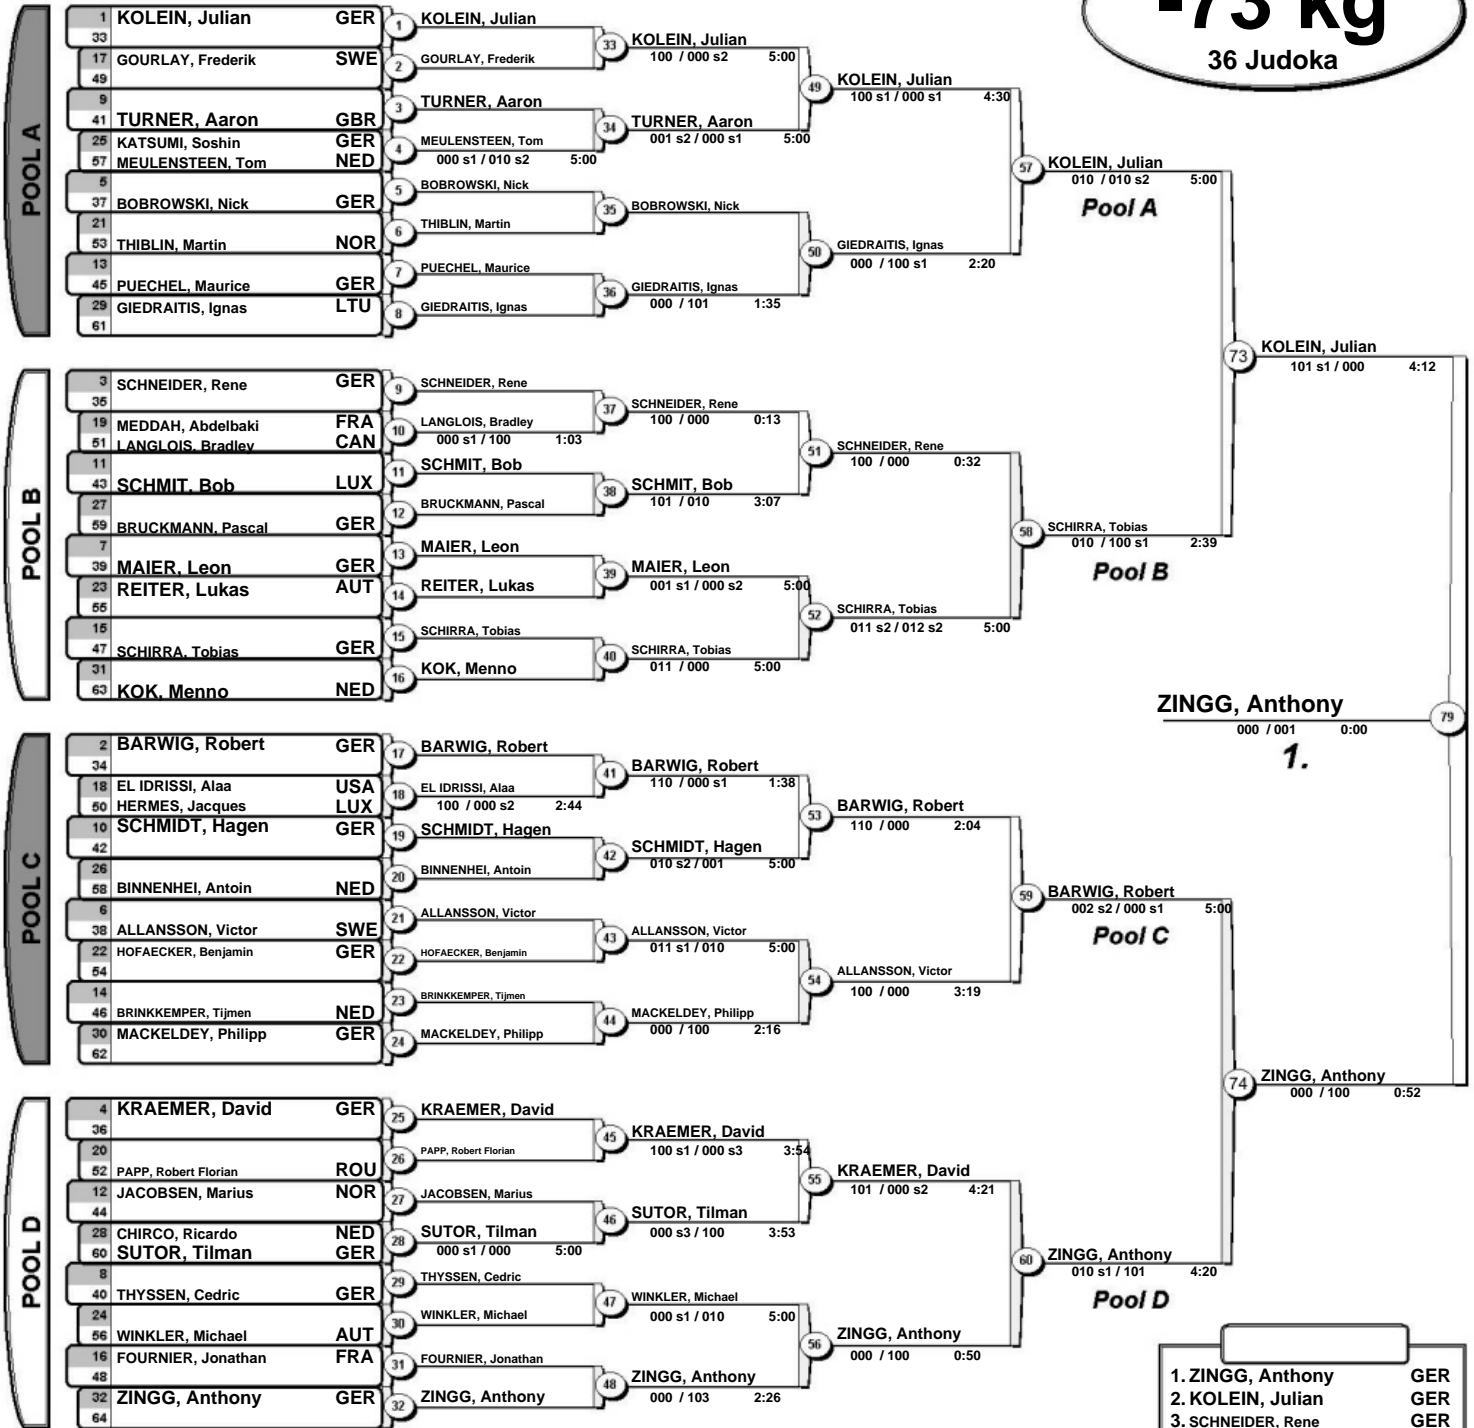 -73 kg
36 Judoka
POOL A
1 KOLEIN, Julian GER
33
17 GOURLAY, Frederik SWE
49
9
41 TURNER, Aaron GBR
25 KATSUMI, Soshin GER
57 MEULENSTEEN, Tom NED
5
37 BOBROWSKI, Nick GER
21
53 THIBLIN, Martin NOR
13
45 PUECHEL, Maurice GER
29 GIEDRAITIS, Ignas LTU
61
1 KOLEIN, Julian
2 GOURLAY, Frederik
3 TURNER, Aaron
4 MEULENSTEEN, Tom
000 s1 / 010 s2 5:00
5 BOBROWSKI, Nick
6 THIBLIN, Martin
7 PUECHEL, Maurice
8 GIEDRAITIS, Ignas
33 KOLEIN, Julian
100 / 000 s2 5:00
34 TURNER, Aaron
001 s2 / 000 s1 5:00
35 BOBROWSKI, Nick
36 GIEDRAITIS, Ignas
000 / 101 1:35
49 KOLEIN, Julian
100 s1 / 000 s1 4:30
50 GIEDRAITIS, Ignas
000 / 100 s1 2:20
57 KOLEIN, Julian
010 / 010 s2 5:00
Pool A
POOL B
3 SCHNEIDER, Rene GER
35
19 MEDDAH, Abdelbaki FRA
51 LANGLOIS, Bradley CAN
11
43 SCHMIT, Bob LUX
27
59 BRUCKMANN, Pascal GER
7
39 MAIER, Leon GER
23 REITER, Lukas AUT
55
15
47 SCHIRRA, Tobias GER
31
63 KOK, Menno NED
9 SCHNEIDER, Rene
10 LANGLOIS, Bradley
000 s1 / 100 1:03
11 SCHMIT, Bob
12 BRUCKMANN, Pascal
13 MAIER, Leon
14 REITER, Lukas
15 SCHIRRA, Tobias
16 KOK, Menno
37 SCHNEIDER, Rene
100 / 000 0:13
38 SCHMIT, Bob
101 / 010 3:07
39 MAIER, Leon
001 s1 / 000 s2 5:00
40 SCHIRRA, Tobias
011 / 000 5:00
51 SCHNEIDER, Rene
100 / 000 0:32
52 SCHIRRA, Tobias
011 s2 / 012 s2 5:00
58 SCHIRRA, Tobias
010 / 100 s1 2:39
Pool B
73 KOLEIN, Julian
101 s1 / 000 4:12
ZINGG, Anthony 79
000 / 001 0:00
1.
POOL C
2 BARWIG, Robert GER
34
18 EL IDRISSI, Alaa USA
50 HERMES, Jacques LUX
10 SCHMIDT, Hagen GER
42
26
58 BINNENHEI, Antoin NED
6
38 ALLANSSON, Victor SWE
22 HOFAECKER, Benjamin GER
54
14
46 BRINKKEMPER, Tijmen NED
30 MACKELDEY, Philipp GER
62
17 BARWIG, Robert
18 EL IDRISSI, Alaa
100 / 000 s2 2:44
19 SCHMIDT, Hagen
20 BINNENHEI, Antoin
21 ALLANSSON, Victor
22 HOFAECKER, Benjamin
23 BRINKKEMPER, Tijmen
24 MACKELDEY, Philipp
41 BARWIG, Robert
110 / 000 s1 1:38
42 SCHMIDT, Hagen
010 s2 / 001 5:00
43 ALLANSSON, Victor
011 s1 / 010 5:00
44 MACKELDEY, Philipp
000 / 100 2:16
53 BARWIG, Robert
110 / 000 2:04
54 ALLANSSON, Victor
100 / 000 3:19
59 BARWIG, Robert
002 s2 / 000 s1 5:00
Pool C
POOL D
4 KRAEMER, David GER
36
20
52 PAPP, Robert Florian ROU
12 JACOBSEN, Marius NOR
44
28 CHIRCO, Ricardo NED
60 SUTOR, Tilman GER
8
40 THYSSEN, Cedric GER
24
56 WINKLER, Michael AUT
16 FOURNIER, Jonathan FRA
48
32 ZINGG, Anthony GER
64
25 KRAEMER, David
26 PAPP, Robert Florian
27 JACOBSEN, Marius
28 SUTOR, Tilman
000 s1 / 000 5:00
29 THYSSEN, Cedric
30 WINKLER, Michael
31 FOURNIER, Jonathan
32 ZINGG, Anthony
45 KRAEMER, David
100 s1 / 000 s3 3:54
46 SUTOR, Tilman
000 s3 / 100 3:53
47 WINKLER, Michael
000 s1 / 010 5:00
48 ZINGG, Anthony
000 / 103 2:26
55 KRAEMER, David
101 / 000 s2 4:21
56 ZINGG, Anthony
000 / 100 0:50
60 ZINGG, Anthony
010 s1 / 101 4:20
Pool D
74 ZINGG, Anthony
000 / 100 0:52
1. ZINGG, Anthony GER
2. KOLEIN, Julian GER
3. SCHNEIDER, Rene GER